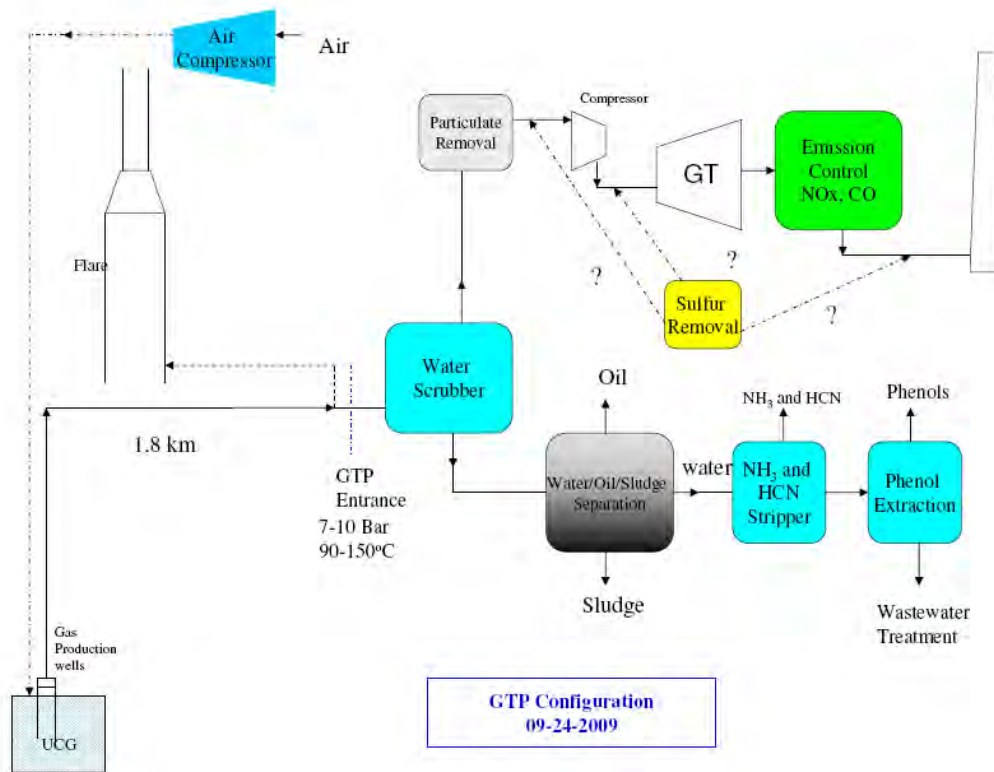 Air
Compressor
Air
Compressor
Particulate
Removal
GT
Emission
Control
NOx, CO
Flare
?
?
?
Sulfur
Removal
Water
Scrubber
Oil
NH₃ and HCN
Phenols
1.8 km
GTP
Entrance
7-10 Bar
90-150°C
Water/Oil/Sludge
Separation
water
NH₃ and
HCN
Stripper
Phenol
Extraction
Sludge
Wastewater
Treatment
Gas
Production
wells
UCG
GTP Configuration
09-24-2009